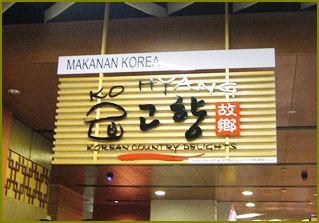 MAKANAN KOREA
KO HYANG
고향
故鄉
KOREAN COUNTRY DELIGHTS